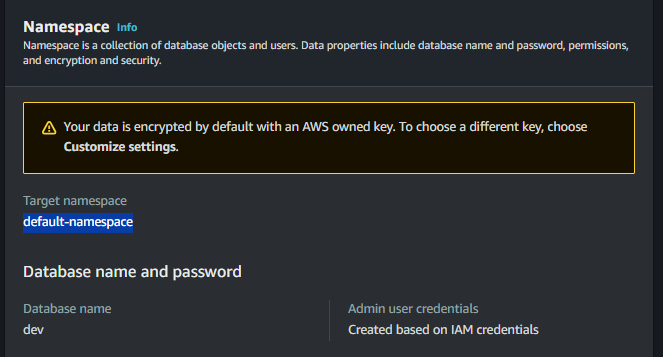 Namespace Info
Namespace is a collection of database objects and users. Data properties include database name and password, permissions,
and encryption and security.
Your data is encrypted by default with an AWS owned key. To choose a different key, choose
Customize settings.
Target namespace
default-namespace
Database name and password
Database name
dev
Admin user credentials
Created based on IAM credentials